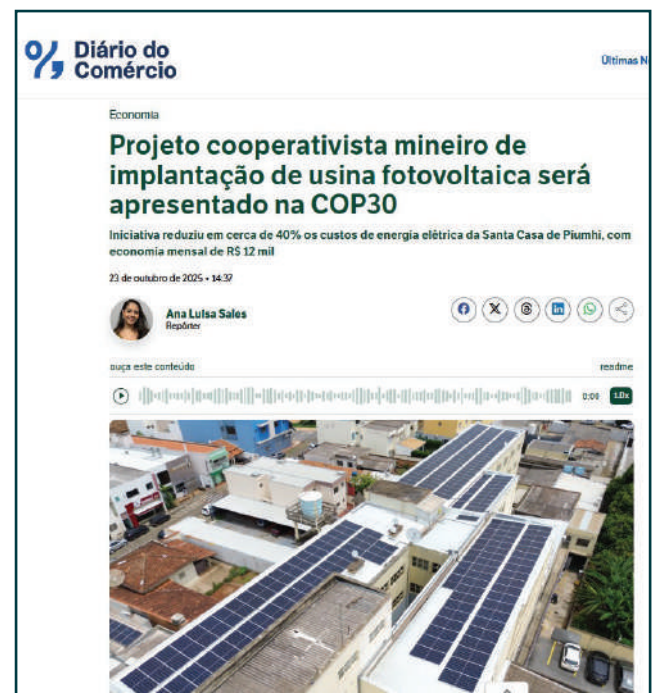 Diário do
Comércio
Últimas N
Economia
Projeto cooperativista mineiro de
implantação de usina fotovoltaica será
apresentado na COP30
Iniciativa reduziu em cerca de 40% os custos de energia elétrica da Santa Casa de Piumhi, com
economia mensal de R$ 12 mil
23 de outubro de 2025 • 14:37
Ana Luisa Sales
Repórter
ouça este conteúdo
readme
0:00
1.0x